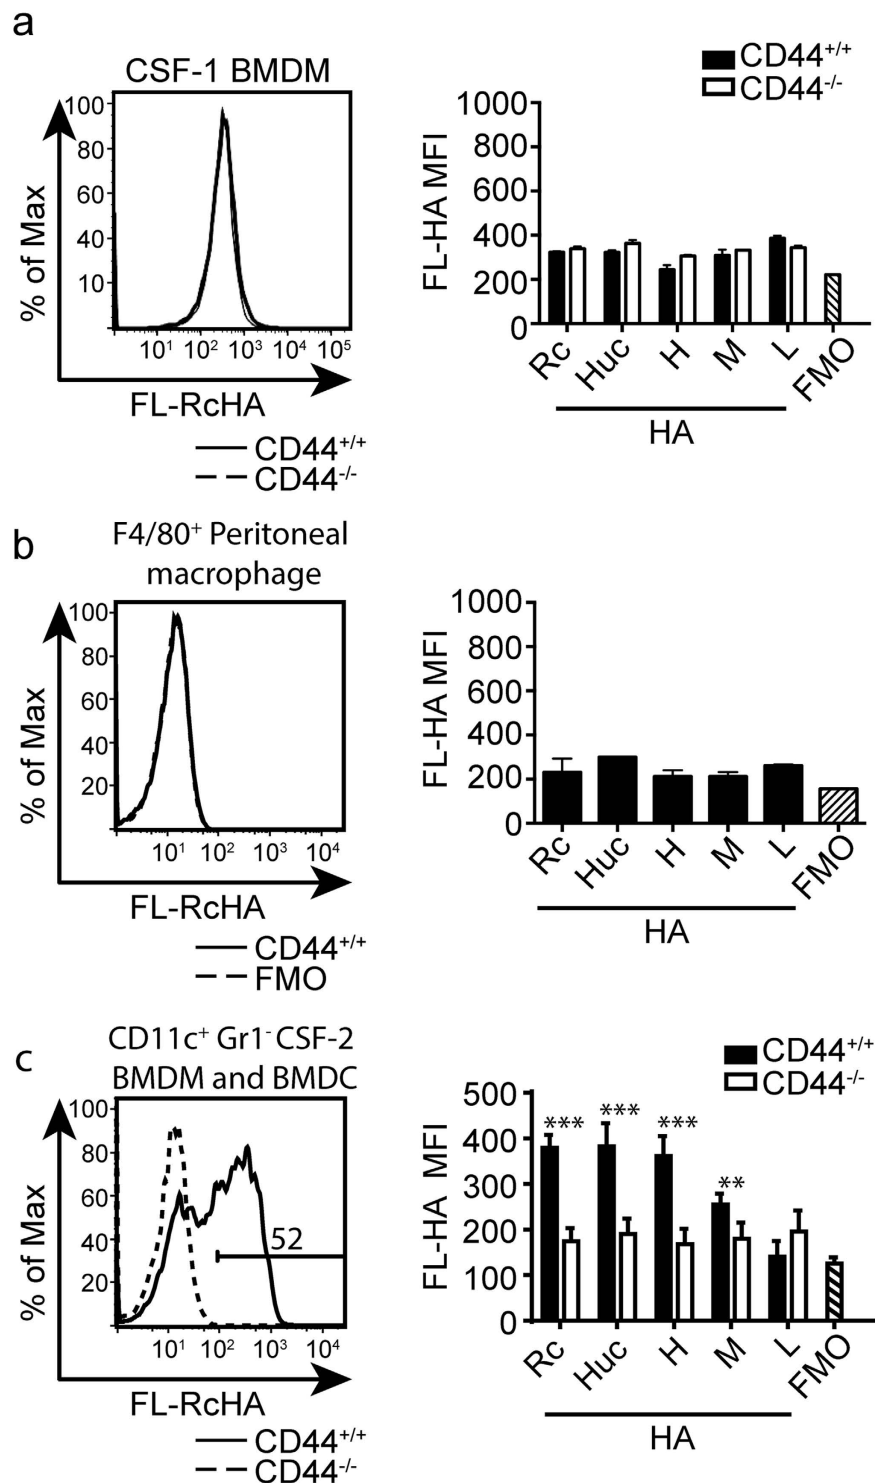 a
CSF-1 BMDM
% of Max
100
80
60
40
10
10¹ 10² 10³ 10⁴ 10⁵
FL-RcHA
CD44⁺/⁺
CD44⁻/⁻
CD44⁺/⁺
CD44⁻/⁻
FL-HA MFI
1000
800
600
400
200
0
Rc Huc H M L FMO
HA
b
F4/80⁺ Peritoneal
macrophage
% of Max
100
80
60
40
20
10¹ 10² 10³ 10⁴
FL-RcHA
CD44⁺/⁺
FMO
FL-HA MFI
1000
800
600
400
200
0
Rc Huc H M L FMO
HA
c
CD11c⁺ Gr1⁻ CSF-2
BMDM and BMDC
% of Max
100
80
60
40
20
52
10¹ 10² 10³ 10⁴
FL-RcHA
CD44⁺/⁺
CD44⁻/⁻
CD44⁺/⁺
CD44⁻/⁻
FL-HA MFI
500
400
300
200
100
0
*** *** *** **
Rc Huc H M L FMO
HA